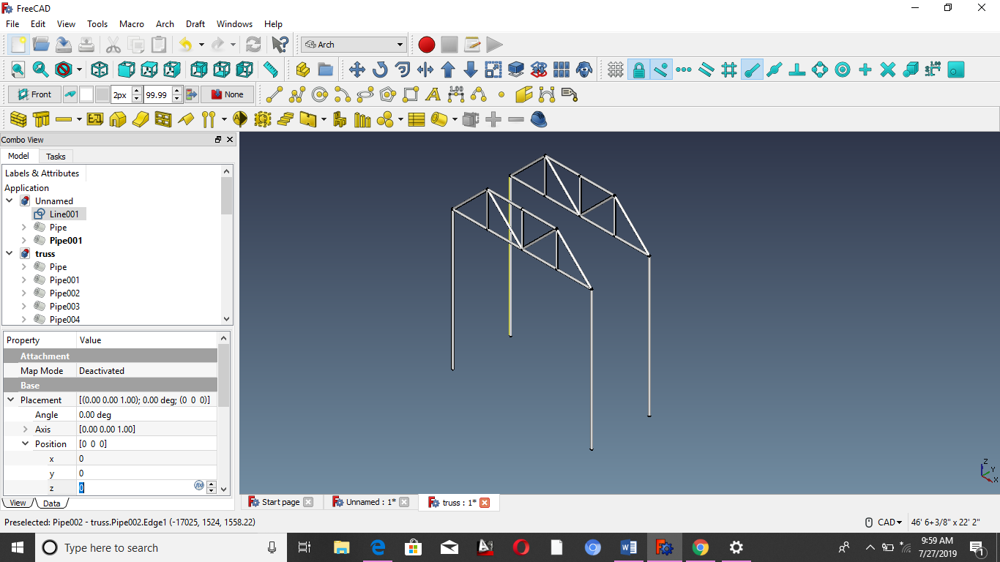 FreeCAD
File Edit View Tools Macro Arch Draft Windows Help
Arch
1.00
Front 2px 99.99 None 1.00
Combo View
Model Tasks
Labels & Attributes
Application
Unnamed
Line001
Pipe
Pipe001
truss
Pipe
Pipe001
Pipe002
Pipe003
Pipe004
Property Value
Attachment
Map Mode Deactivated
Base
Placement [(0.00 0.00 1.00); 0.00 deg; (0 0 0)]
Angle 0.00 deg
Axis [0.00 0.00 1.00]
Position [0 0 0]
x 0
y 0
z 0
Z
Y
X
View Data
Start page Unnamed : 1* truss : 1*
Preselected: Pipe002 - truss.Pipe002.Edge1 (-17025, 1524, 1558.22) CAD 46' 6+3/8" x 22' 2"
Type here to search
9:59 AM
7/27/2019
1